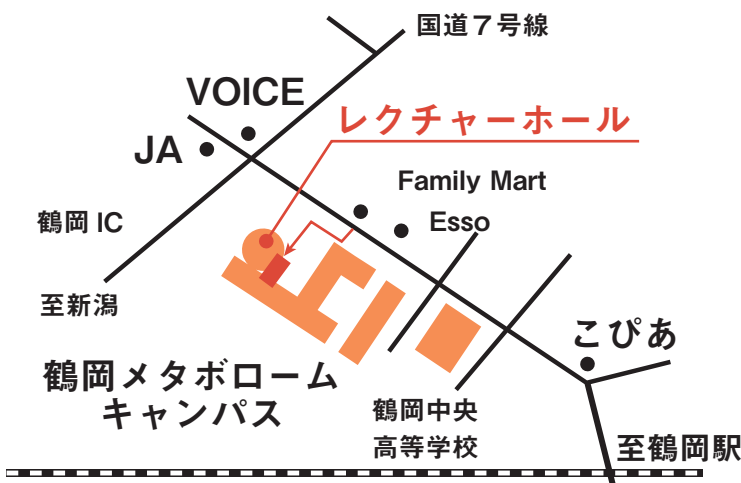 国道7号線
VOICE
レクチャーホール
JA
Family Mart
鶴岡 IC
Esso
至新潟
こぴあ
鶴岡メタボローム
キャンパス
鶴岡中央
高等学校
至鶴岡駅